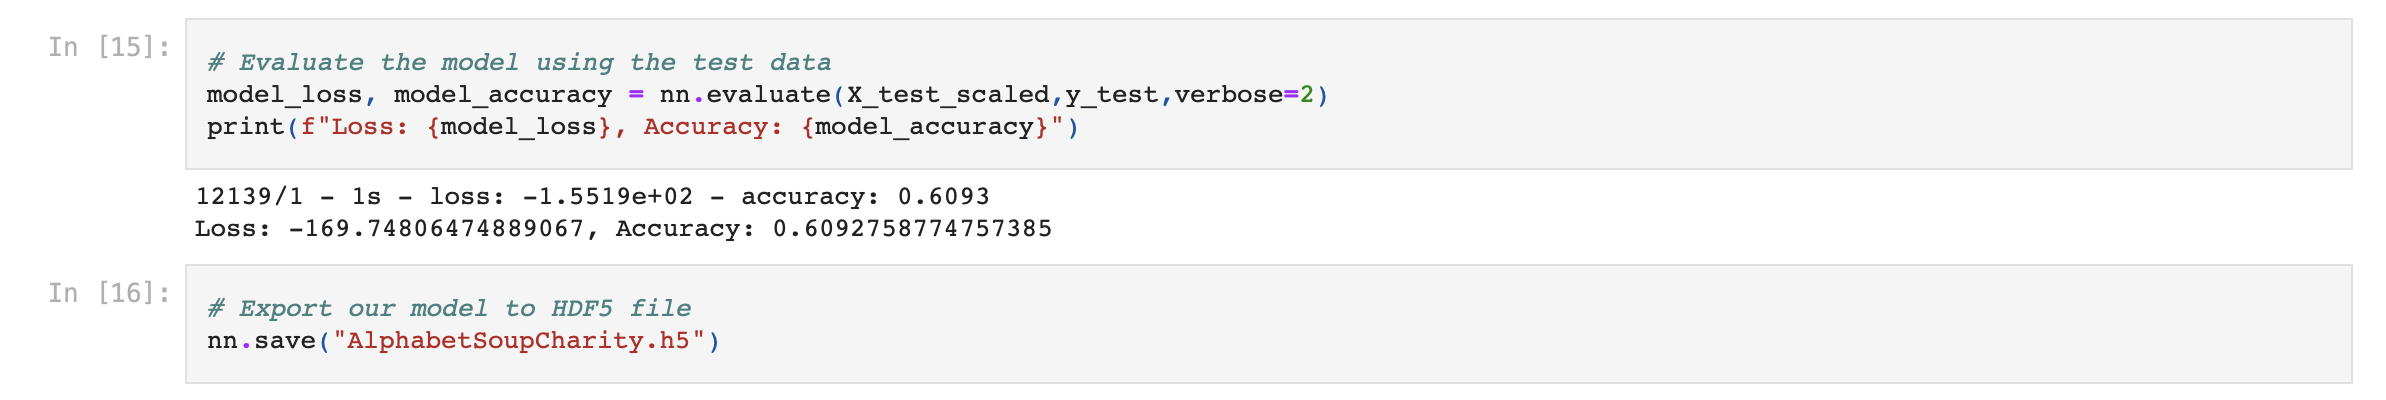 In [15]:
# Evaluate the model using the test data
model_loss, model_accuracy = nn.evaluate(X_test_scaled,y_test,verbose=2)
print(f"Loss: {model_loss}, Accuracy: {model_accuracy}")
12139/1 - 1s - loss: -1.5519e+02 - accuracy: 0.6093
Loss: -169.74806474889067, Accuracy: 0.6092758774757385
In [16]:
# Export our model to HDF5 file
nn.save("AlphabetSoupCharity.h5")